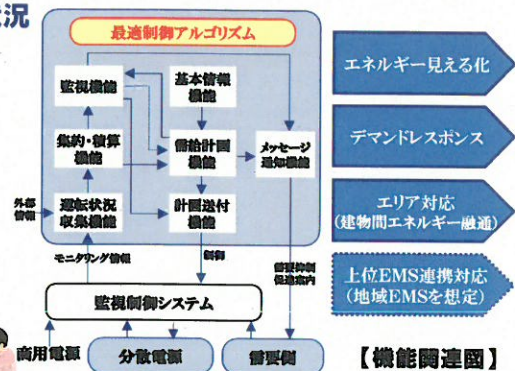 況
最適制御アルゴリズム
監視機能
基本情報
機能
集約・積算
機能
需給計画
機能
メッセージ
通知機能
運転状況
収集機能
計画送付
機能
外部
情報
モニタリング情報
制御
需要抑制
促進案内
監視制御システム
商用電源
分散電源
需要側
エネルギー見える化
デマンドレスポンス
エリア対応
(建物間エネルギー融通)
上位EMS連携対応
(地域EMSを想定)
【機能関連図】